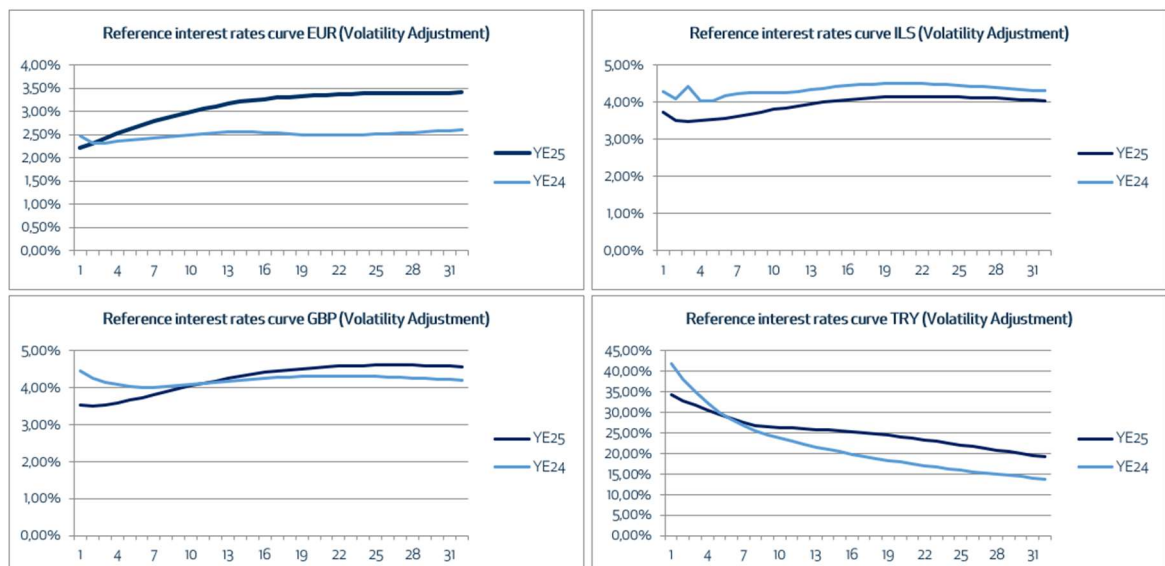 Reference interest rates curve EUR (Volatility Adjustment)
4,00%
3,50%
3,00%
2,50%
2,00%
1,50%
1,00%
0,50%
0,00%
1 4 7 10 13 16 19 22 25 28 31
YE25
YE24
Reference interest rates curve ILS (Volatility Adjustment)
5,00%
4,00%
3,00%
2,00%
1,00%
0,00%
1 4 7 10 13 16 19 22 25 28 31
YE25
YE24
Reference interest rates curve GBP (Volatility Adjustment)
5,00%
4,00%
3,00%
2,00%
1,00%
0,00%
1 4 7 10 13 16 19 22 25 28 31
YE25
YE24
Reference interest rates curve TRY (Volatility Adjustment)
45,00%
40,00%
35,00%
30,00%
25,00%
20,00%
15,00%
10,00%
5,00%
0,00%
1 4 7 10 13 16 19 22 25 28 31
YE25
YE24